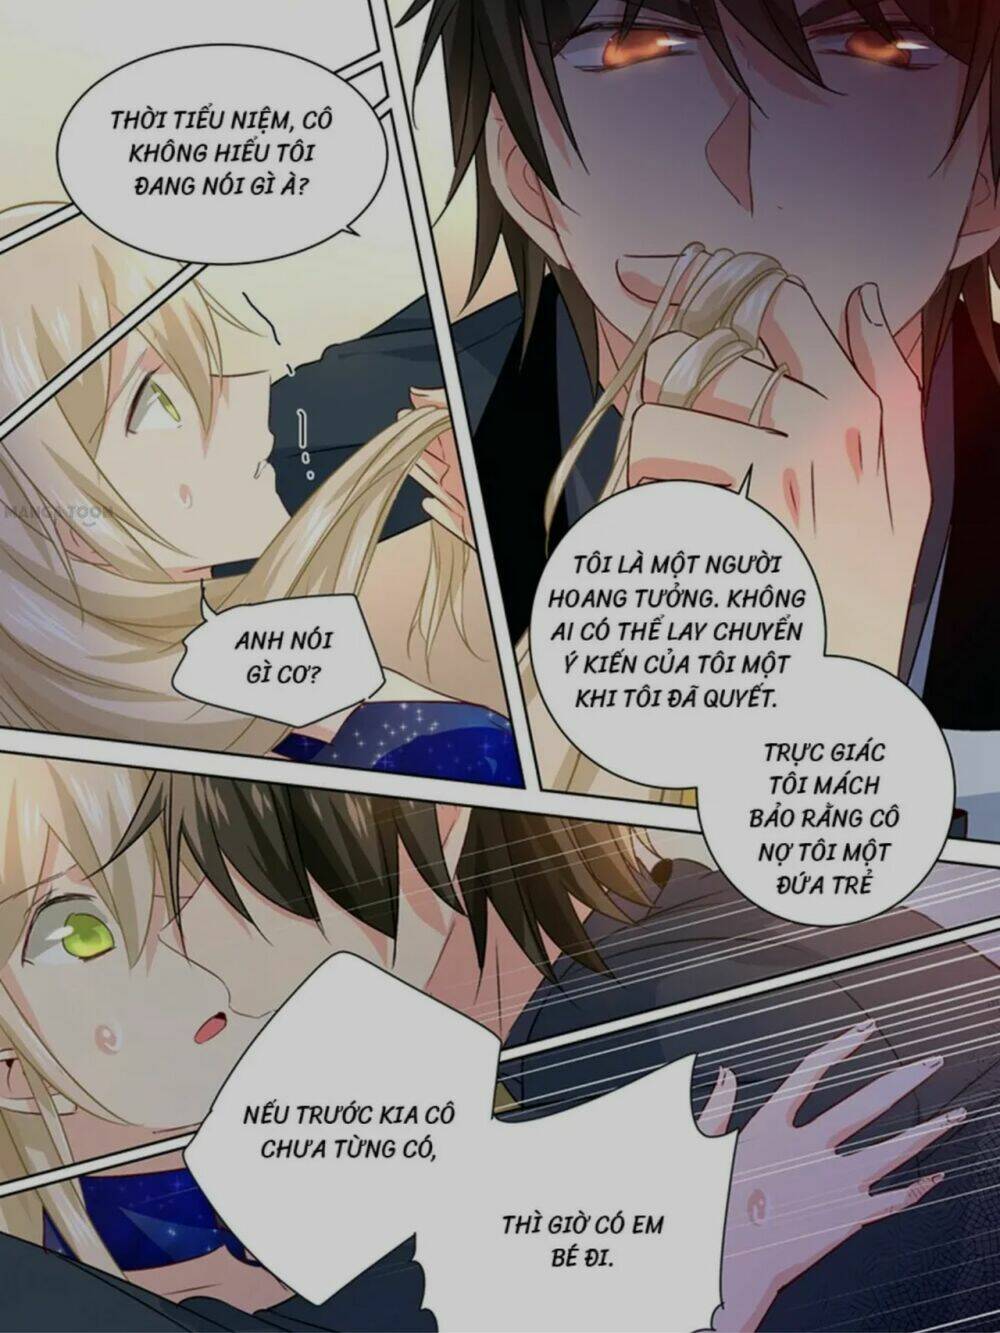 THỜI TIỂU NIỆM, CÔ
KHÔNG HIỂU TÔI
ĐANG NÓI GÌ À?
MANGATOON
ANH NÓI
GÌ CƠ?
TÔI LÀ MỘT NGƯỜI
HOANG TƯỞNG. KHÔNG
AI CÓ THỂ LAY CHUYỂN
Ý KIẾN CỦA TÔI MỘT
KHI TÔI ĐÃ QUYẾT.
TRỰC GIÁC
TÔI MÁCH
BẢO RẰNG CÔ
NỢ TÔI MỘT
ĐỨA TRẺ
NẾU TRƯỚC KIA CÔ
CHƯA TỪNG CÓ,
THÌ GIỜ CÓ EM
BÉ ĐI.